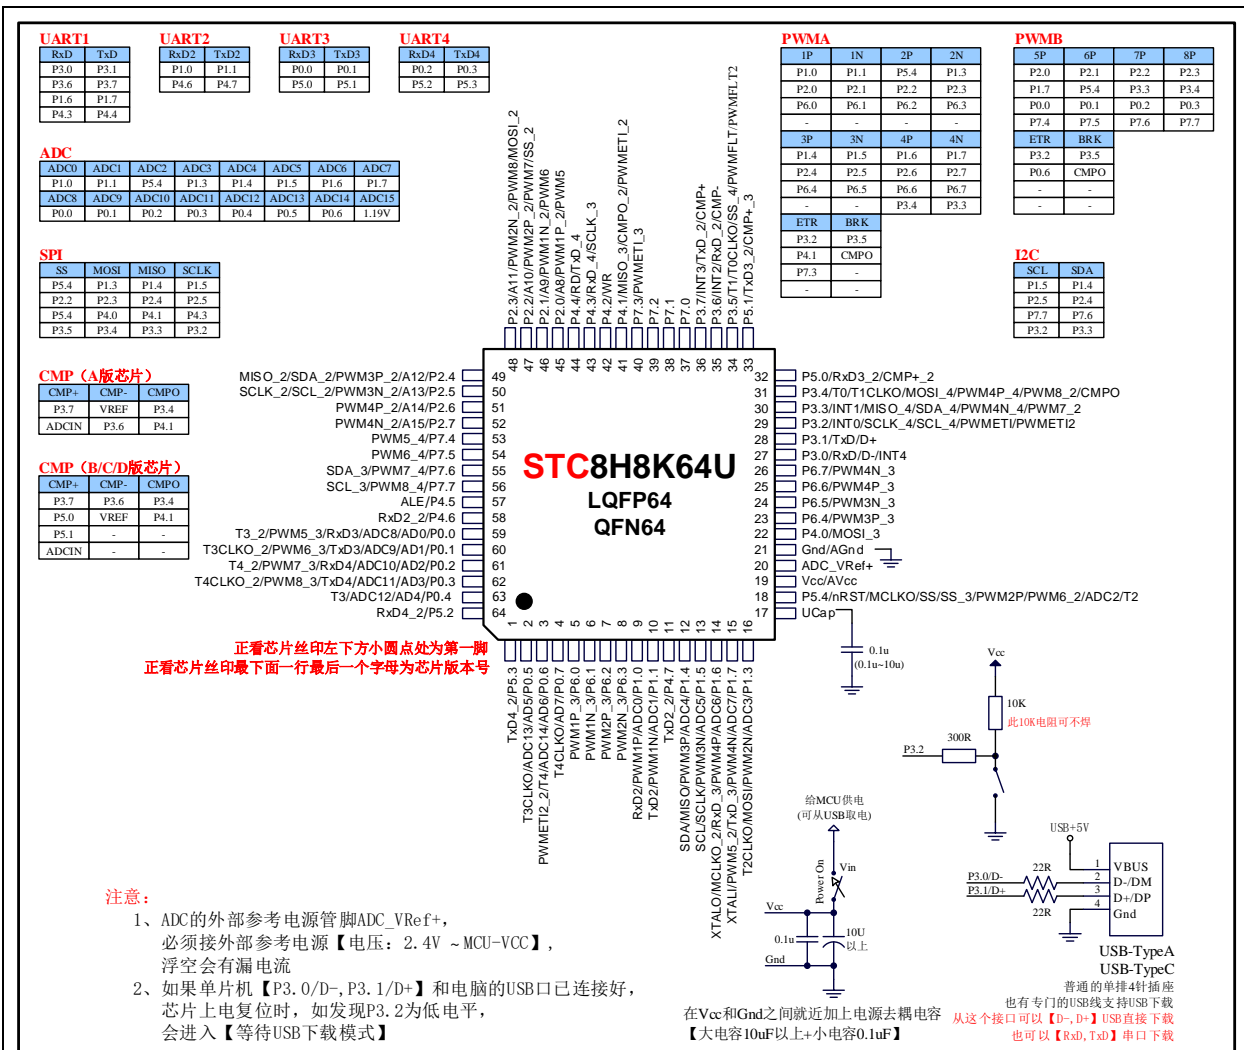 UART1 UART2 UART3 UART4
RxD TxD RxD2 TxD2 RxD3 TxD3 RxD4 TxD4
P3.0 P3.1 P1.0 P1.1 P0.0 P0.1 P0.2 P0.3
P3.6 P3.7 P4.6 P4.7 P5.0 P5.1 P5.2 P5.3
P1.6 P1.7
P4.3 P4.4
ADC
ADC0 ADC1 ADC2 ADC3 ADC4 ADC5 ADC6 ADC7
P1.0 P1.1 P5.4 P1.3 P1.4 P1.5 P1.6 P1.7
ADC8 ADC9 ADC10 ADC11 ADC12 ADC13 ADC14 ADC15
P0.0 P0.1 P0.2 P0.3 P0.4 P0.5 P0.6 1.19V
SPI
SS MOSI MISO SCLK
P5.4 P1.3 P1.4 P1.5
P2.2 P2.3 P2.4 P2.5
P5.4 P4.0 P4.1 P4.3
P3.5 P3.4 P3.3 P3.2
CMP（A版芯片）
CMP+ CMP- CMPO
P3.7 VREF P3.4
ADCIN P3.6 P4.1
CMP（B/C/D版芯片）
CMP+ CMP- CMPO
P3.7 P3.6 P3.4
P5.0 VREF P4.1
P5.1 - -
ADCIN - -
PWMA
1P 1N 2P 2N
P1.0 P1.1 P5.4 P1.3
P2.0 P2.1 P2.2 P2.3
P6.0 P6.1 P6.2 P6.3
- - - -
3P 3N 4P 4N
P1.4 P1.5 P1.6 P1.7
P2.4 P2.5 P2.6 P2.7
P6.4 P6.5 P6.6 P6.7
- - P3.4 P3.3
ETR BRK
P3.2 P3.5
P4.1 CMPO
P7.3 -
- -
PWMB
5P 6P 7P 8P
P2.0 P2.1 P2.2 P2.3
P1.7 P5.4 P3.3 P3.4
P0.0 P0.1 P0.2 P0.3
P7.4 P7.5 P7.6 P7.7
ETR BRK
P3.2 P3.5
P0.6 CMPO
- -
- -
I2C
SCL SDA
P1.5 P1.4
P2.5 P2.4
P7.7 P7.6
P3.2 P3.3
P2.3/A11/PWM2N_2/PWM8/MOSI_2
P2.2/A10/PWM2P_2/PWM7/SS_2
P2.1/A9/PWM1N_2/PWM6
P2.0/A8/PWM1P_2/PWM5
P4.4/RD/TxD_4
P4.3/RxD_4/SCLK_3
P4.2/WR
P4.1/MISO_3/CMPO_2/PWMETI_2
P7.3/PWMETI_3
P7.2
P7.1
P7.0
P3.7/INT3/TxD_2/CMP+
P3.6/INT2/RxD_2/CMP-
P3.5/T1/T0CLKO/SS_4/PWMFLT/PWMFLT2
P5.1/TxD3_2/CMP+_3
48 47 46 45 44 43 42 41 40 39 38 37 36 35 34 33
MISO_2/SDA_2/PWM3P_2/A12/P2.4 49
SCLK_2/SCL_2/PWM3N_2/A13/P2.5 50
PWM4P_2/A14/P2.6 51
PWM4N_2/A15/P2.7 52
PWM5_4/P7.4 53
PWM6_4/P7.5 54
SDA_3/PWM7_4/P7.6 55
SCL_3/PWM8_4/P7.7 56
ALE/P4.5 57
RxD2_2/P4.6 58
T3_2/PWM5_3/RxD3/ADC8/AD0/P0.0 59
T3CLKO_2/PWM6_3/TxD3/ADC9/AD1/P0.1 60
T4_2/PWM7_3/RxD4/ADC10/AD2/P0.2 61
T4CLKO_2/PWM8_3/TxD4/ADC11/AD3/P0.3 62
T3/ADC12/AD4/P0.4 63
RxD4_2/P5.2 64
STC8H8K64U
LQFP64
QFN64
32 P5.0/RxD3_2/CMP+_2
31 P3.4/T0/T1CLKO/MOSI_4/PWM4P_4/PWM8_2/CMPO
30 P3.3/INT1/MISO_4/SDA_4/PWM4N_4/PWM7_2
29 P3.2/INT0/SCLK_4/SCL_4/PWMETI/PWMETI2
28 P3.1/TxD/D+
27 P3.0/RxD/D-/INT4
26 P6.7/PWM4N_3
25 P6.6/PWM4P_3
24 P6.5/PWM3N_3
23 P6.4/PWM3P_3
22 P4.0/MOSI_3
21 Gnd/AGnd
20 ADC_VRef+
19 Vcc/AVcc
18 P5.4/nRST/MCLKO/SS/SS_3/PWM2P/PWM6_2/ADC2/T2
17 UCap
1 2 3 4 5 6 7 8 9 10 11 12 13 14 15 16
TxD4_2/P5.3
T3CLKO/ADC13/AD5/P0.5
PWMETI2_2/T4/ADC14/AD6/P0.6
T4CLKO/AD7/P0.7
PWM1P_3/P6.0
PWM1N_3/P6.1
PWM2P_3/P6.2
PWM2N_3/P6.3
RxD2/PWM1P/ADC0/P1.0
TxD2/PWM1N/ADC1/P1.1
TxD2_2/P4.7
SDA/MISO/PWM3P/ADC4/P1.4
SCL/SCLK/PWM3N/ADC5/P1.5
XTALO/MCLKO_2/RxD_3/PWM4P/ADC6/P1.6
XTALI/PWM5_2/TxD_3/PWM4N/ADC7/P1.7
T2CLKO/MOSI/PWM2N/ADC3/P1.3
正看芯片丝印左下方小圆点处为第一脚
正看芯片丝印最下面一行最后一个字母为芯片版本号
0.1u
(0.1u~10u)
Vcc
10K
此10K电阻可不焊
300R
P3.2
给MCU供电
(可从USB取电)
Power On
Vin
Vcc
0.1u
10U
以上
Gnd
USB+5V
1 VBUS
P3.0/D- 22R 2 D-/DM
P3.1/D+ 22R 3 D+/DP
4 Gnd
USB-TypeA
USB-TypeC
普通的单排4针插座
也有专门的USB线支持USB下载
从这个接口可以【D-,D+】USB直接下载
也可以【RxD,TxD】串口下载
在Vcc和Gnd之间就近加上电源去耦电容
【大电容10uF以上+小电容0.1uF】
注意：
1、ADC的外部参考电源管脚ADC_VRef+，
必须接外部参考电源【电压：2.4V ~ MCU-VCC】，
浮空会有漏电流
2、如果单片机【P3.0/D-,P3.1/D+】和电脑的USB口已连接好，
芯片上电复位时，如发现P3.2为低电平，
会进入【等待USB下载模式】